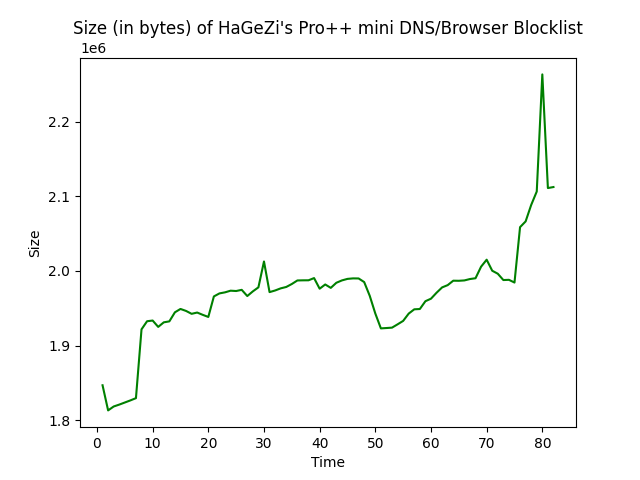 Size (in bytes) of HaGeZi's Pro++ mini DNS/Browser Blocklist
1e6
2.2
2.1
2.0
1.9
1.8
Size
0 10 20 30 40 50 60 70 80
Time